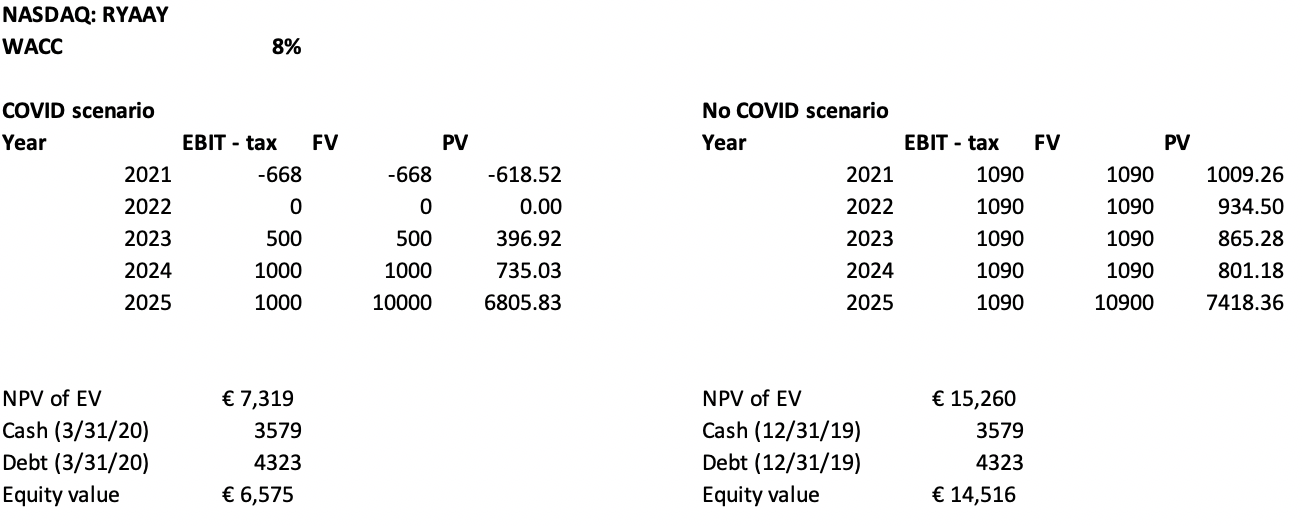 NASDAQ: RYAAY
WACC 8%
COVID scenario No COVID scenario
Year EBIT - tax FV PV Year EBIT - tax FV PV
2021 -668 -668 -618.52 2021 1090 1090 1009.26
2022 0 0 0.00 2022 1090 1090 934.50
2023 500 500 396.92 2023 1090 1090 865.28
2024 1000 1000 735.03 2024 1090 1090 801.18
2025 1000 10000 6805.83 2025 1090 10900 7418.36
NPV of EV € 7,319 NPV of EV € 15,260
Cash (3/31/20) 3579 Cash (12/31/19) 3579
Debt (3/31/20) 4323 Debt (12/31/19) 4323
Equity value € 6,575 Equity value € 14,516